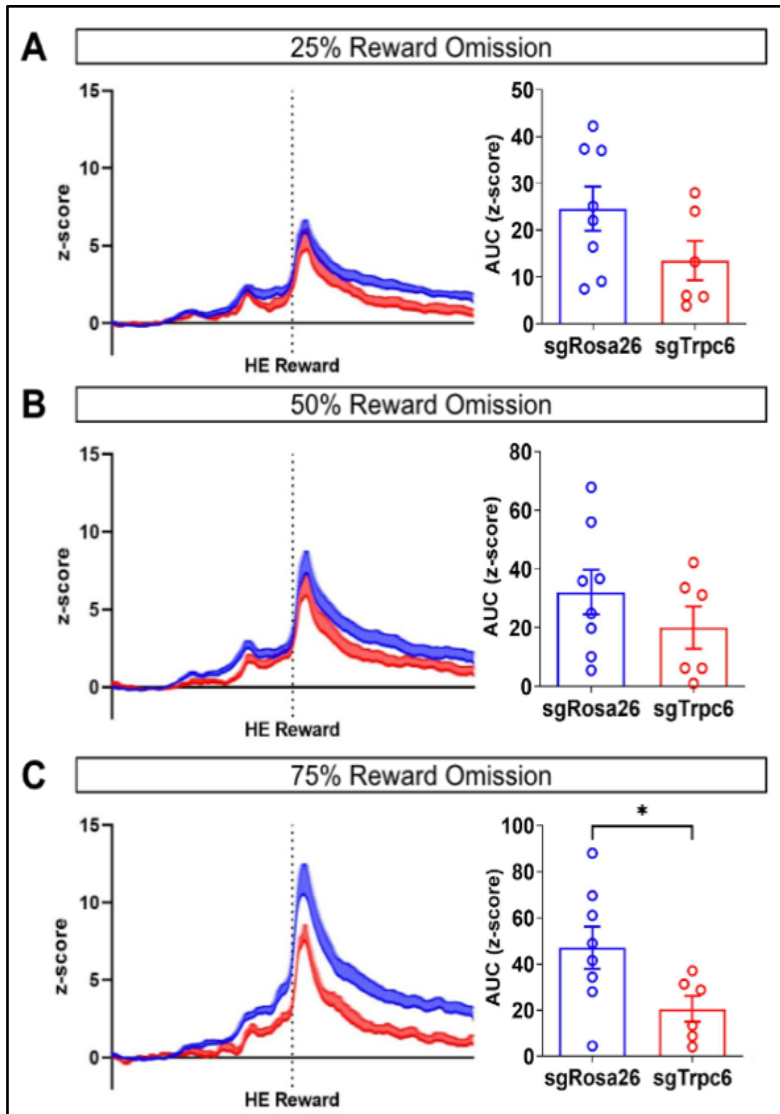 A
25% Reward Omission
15
10
5
0
z-score
HE Reward
50
40
30
20
10
0
AUC (z-score)
sgRosa26 sgTrpc6
B
50% Reward Omission
15
10
5
0
z-score
HE Reward
80
60
40
20
0
AUC (z-score)
sgRosa26 sgTrpc6
C
75% Reward Omission
15
10
5
0
z-score
HE Reward
100
80
60
40
20
0
AUC (z-score)
*
sgRosa26 sgTrpc6